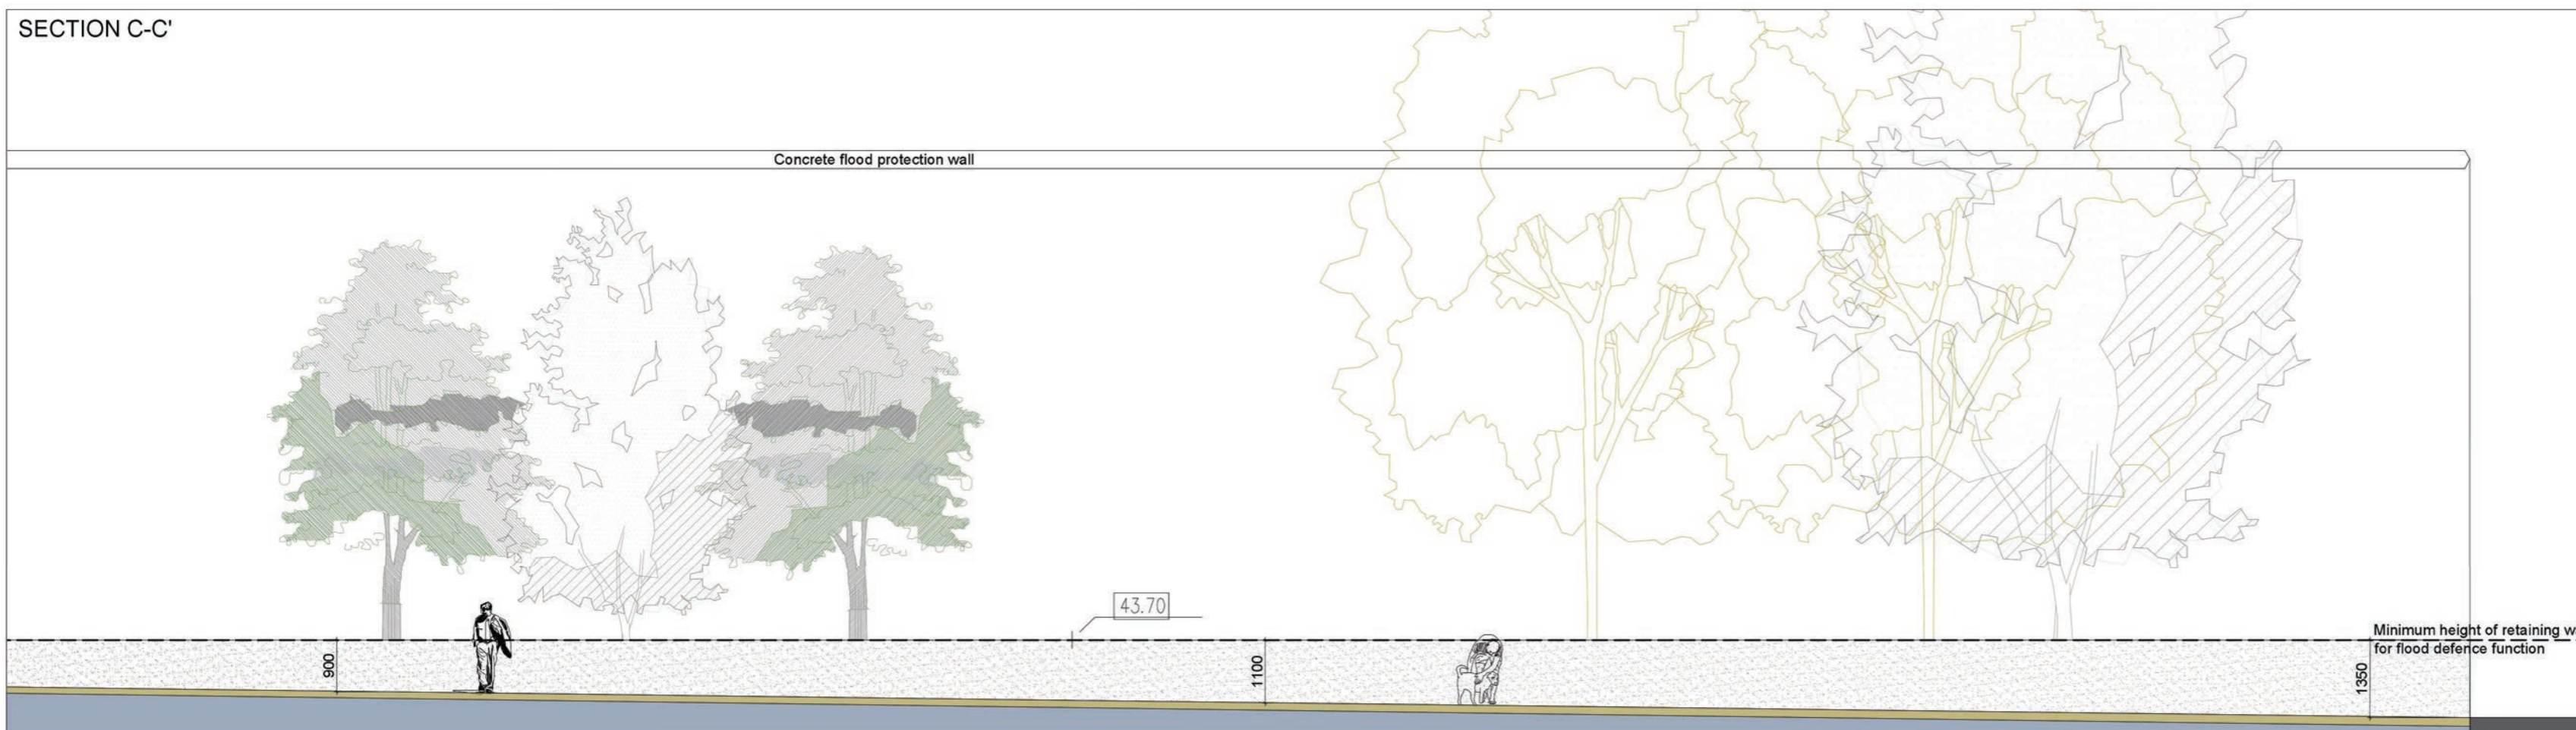 SECTION C-C'
Concrete flood protection wall
43.70
Minimum height of retaining
for flood defence function
900
1100
1350